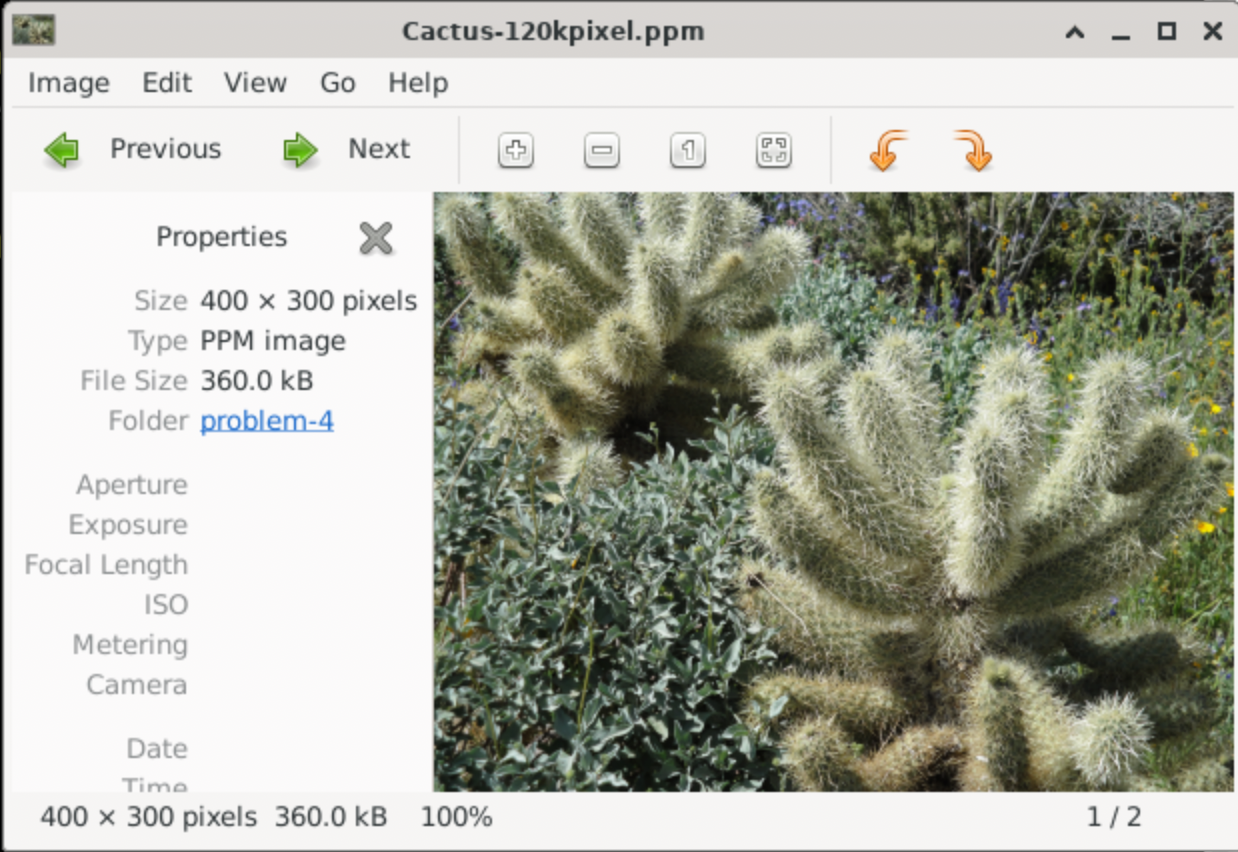 Cactus-120kpixel.ppm
Image Edit View Go Help
Previous Next
Properties
Size 400 × 300 pixels
Type PPM image
File Size 360.0 kB
Folder problem-4
Aperture
Exposure
Focal Length
ISO
Metering
Camera
Date
Time
400 × 300 pixels 360.0 kB 100% 1 / 2